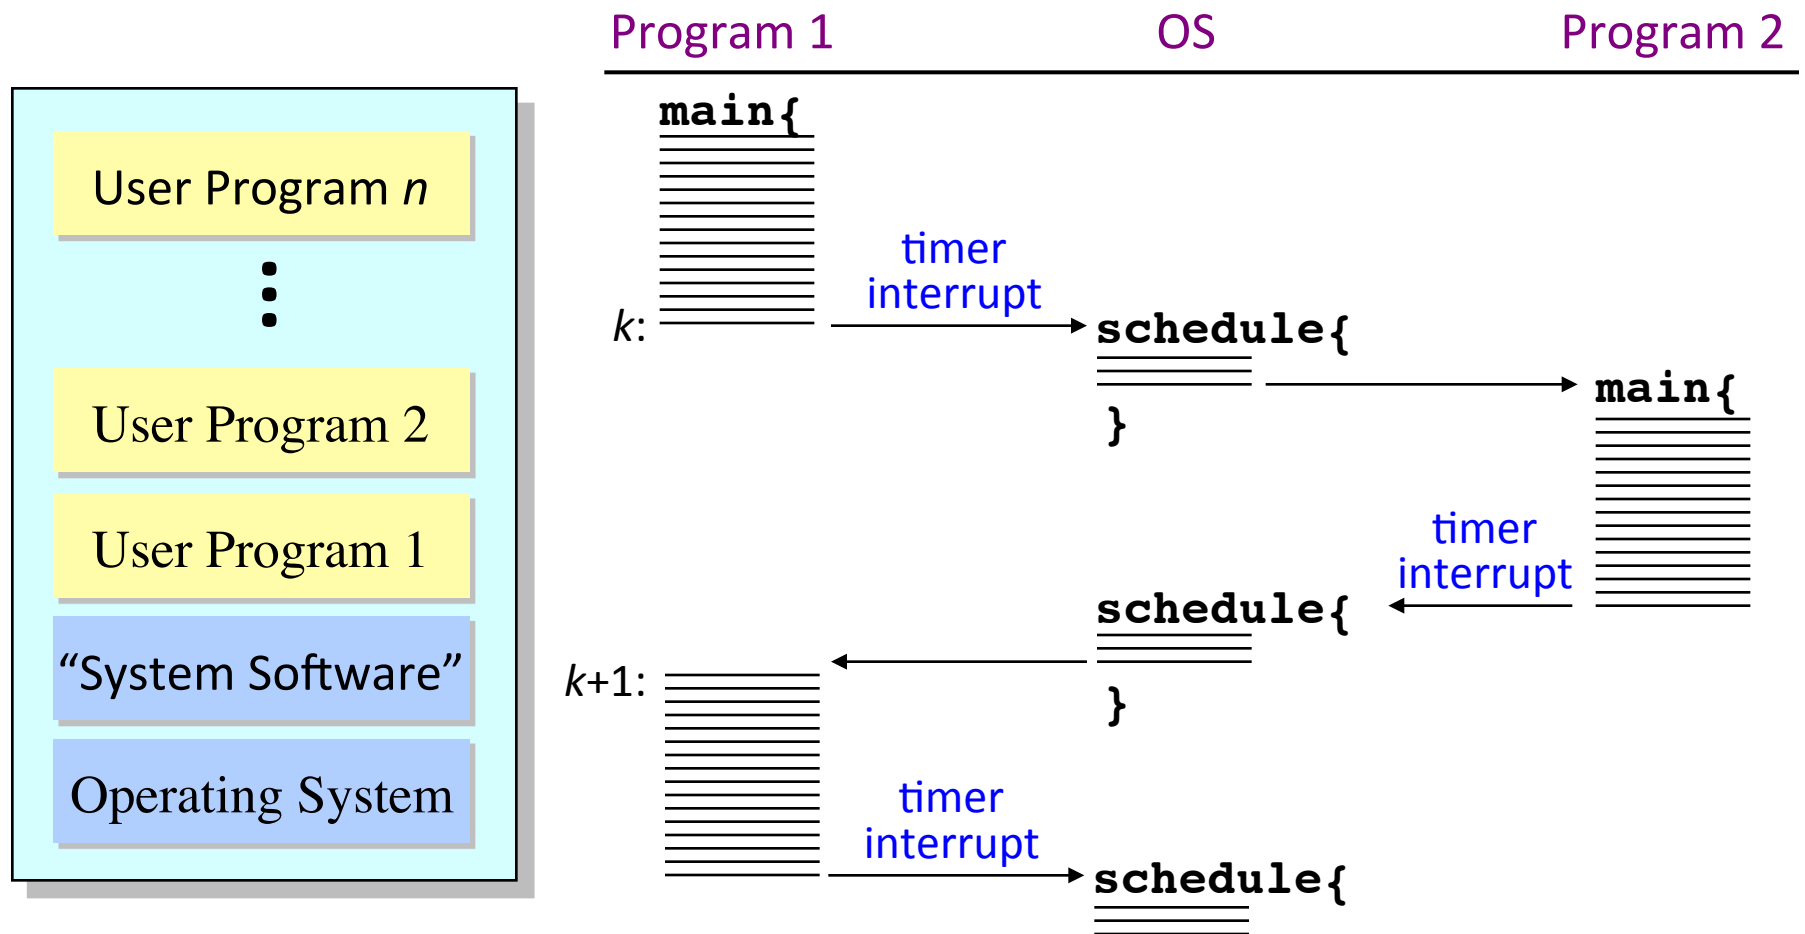 Program 1
OS
Program 2
User Program n
User Program 2
User Program 1
“System Software”
Operating System
main{
timer
interrupt
k:
schedule{
}
main{
timer
interrupt
schedule{
}
k+1:
timer
interrupt
schedule{